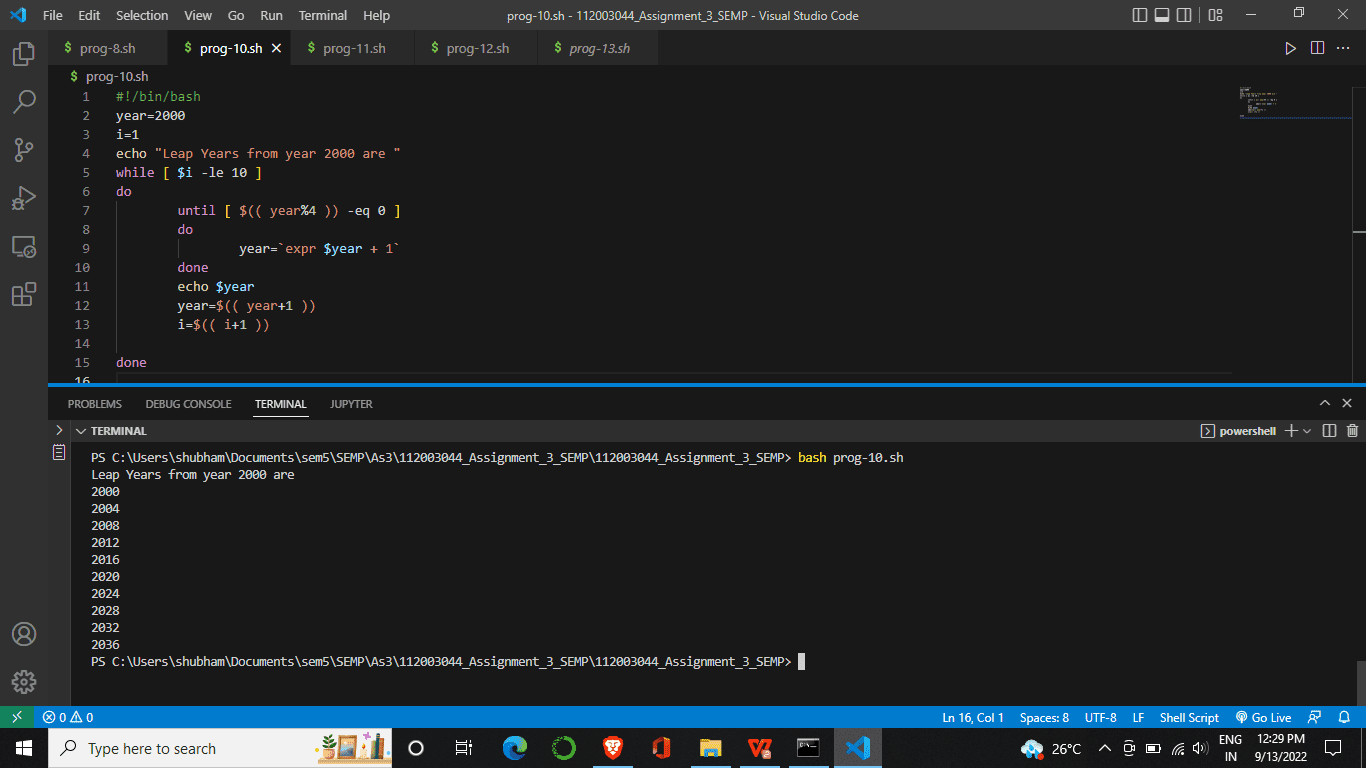 File Edit Selection View Go Run Terminal Help prog-10.sh - 112003044_Assignment_3_SEMP - Visual Studio Code
$ prog-8.sh $ prog-10.sh $ prog-11.sh $ prog-12.sh $ prog-13.sh
$ prog-10.sh
1 #!/bin/bash
2 year=2000
3 i=1
4 echo "Leap Years from year 2000 are "
5 while [ $i -le 10 ]
6 do
7 until [ $(( year%4 )) -eq 0 ]
8 do
9 year=`expr $year + 1`
10 done
11 echo $year
12 year=$(( year+1 ))
13 i=$(( i+1 ))
14
15 done
16
PROBLEMS DEBUG CONSOLE TERMINAL JUPYTER
TERMINAL powershell
PS C:\Users\shubham\Documents\sem5\SEMP\As3\112003044_Assignment_3_SEMP\112003044_Assignment_3_SEMP> bash prog-10.sh
Leap Years from year 2000 are
2000
2004
2008
2012
2016
2020
2024
2028
2032
2036
PS C:\Users\shubham\Documents\sem5\SEMP\As3\112003044_Assignment_3_SEMP\112003044_Assignment_3_SEMP>
0 0 Ln 16, Col 1 Spaces: 8 UTF-8 LF Shell Script Go Live
Type here to search 26°C ENG 12:29 PM
IN 9/13/2022